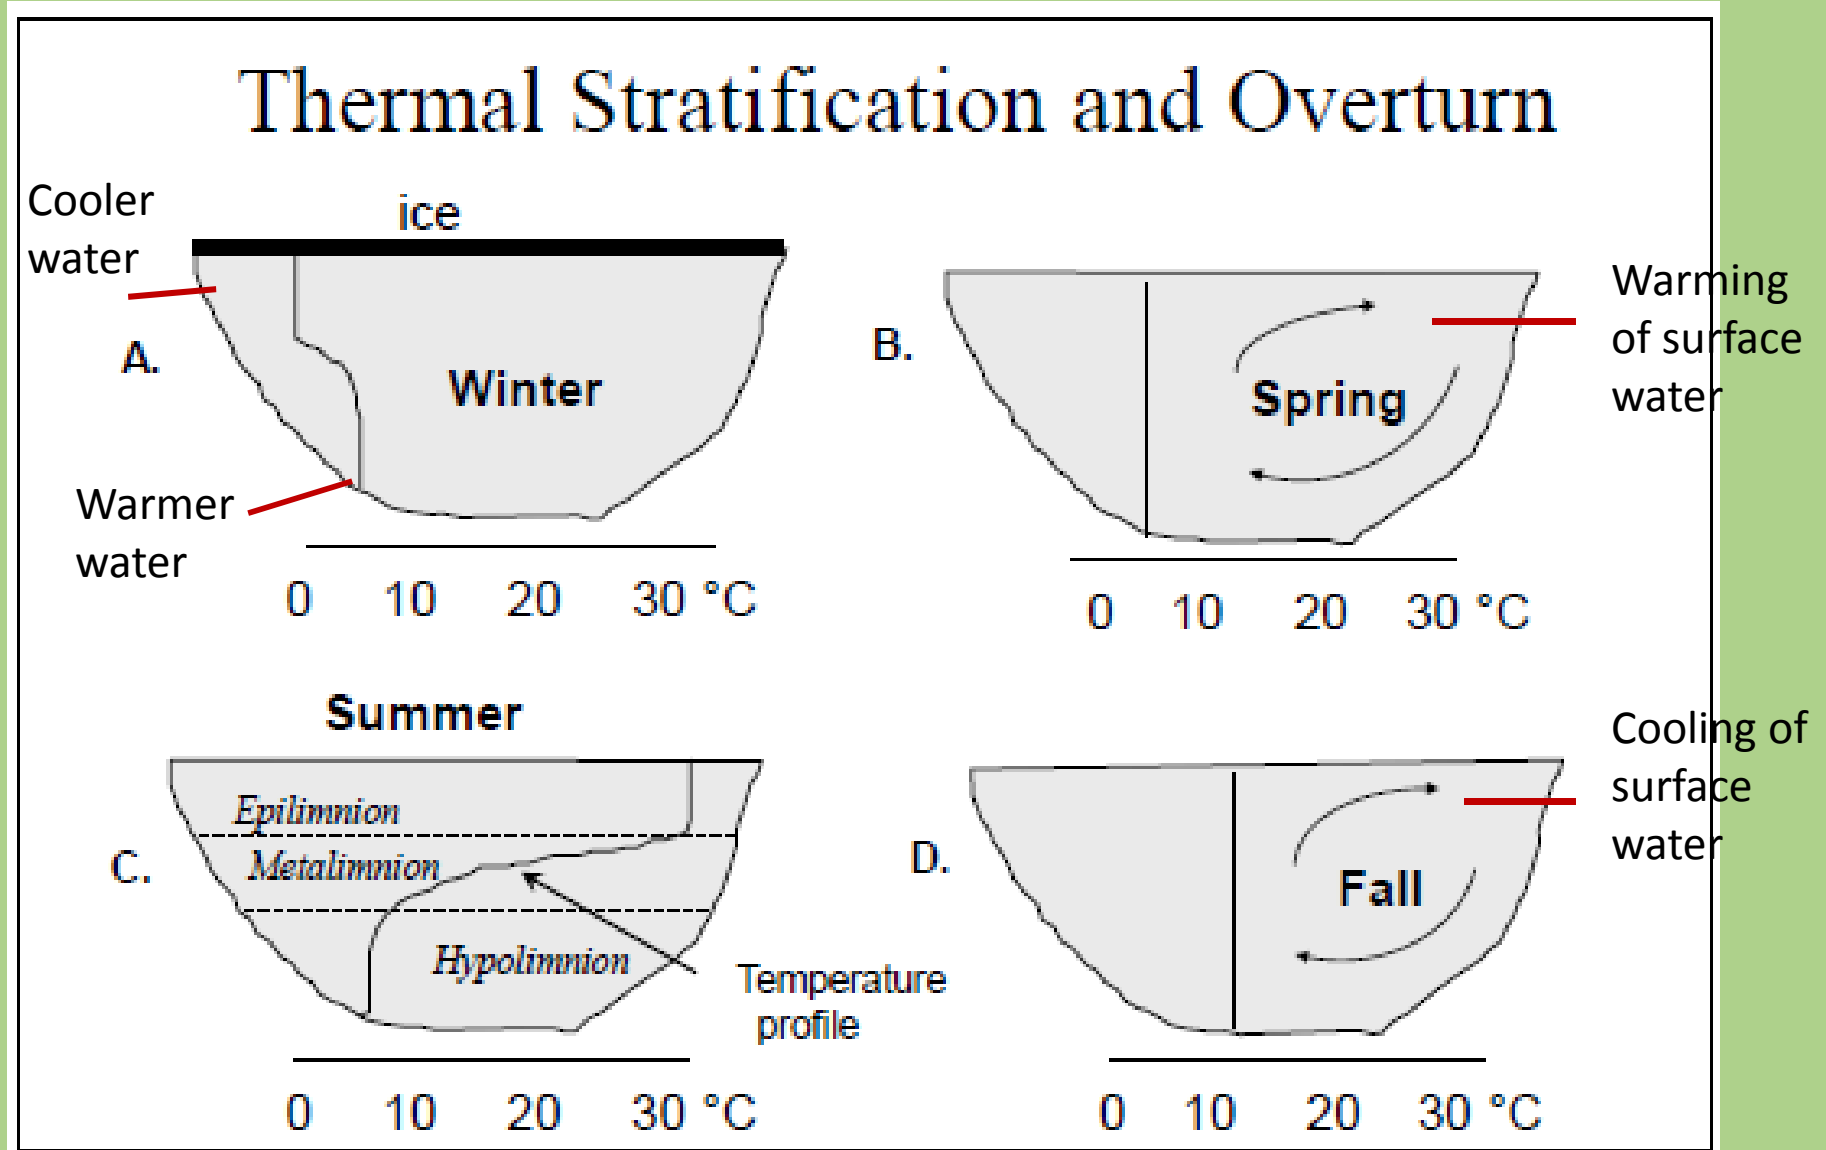 Thermal Stratification and Overturn
Cooler
water
ice
A.
Winter
Warmer
water
0 10 20 30 °C
B.
Spring
Warming
of surface
water
0 10 20 30 °C
Summer
C.
Epilimnion
Metalimnion
Hypolimnion
Temperature
profile
0 10 20 30 °C
D.
Fall
Cooling of
surface
water
0 10 20 30 °C